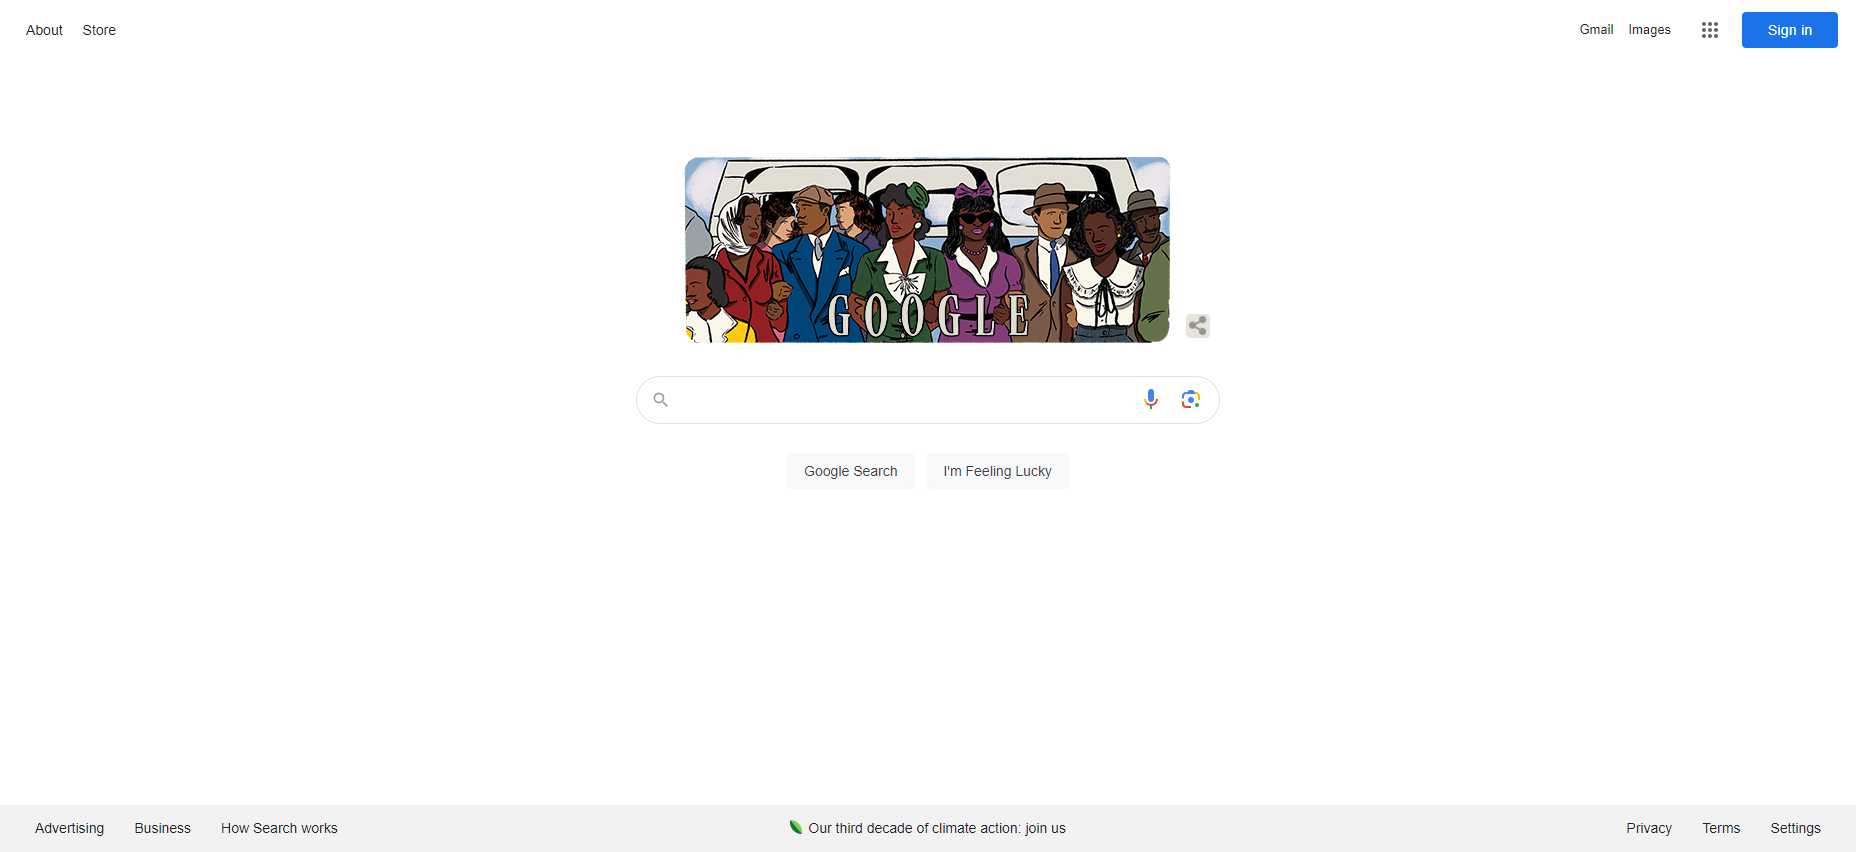 About Store Gmail Images Sign in
GOOGLE
Google Search I'm Feeling Lucky
Advertising Business How Search works Our third decade of climate action: join us Privacy Terms Settings